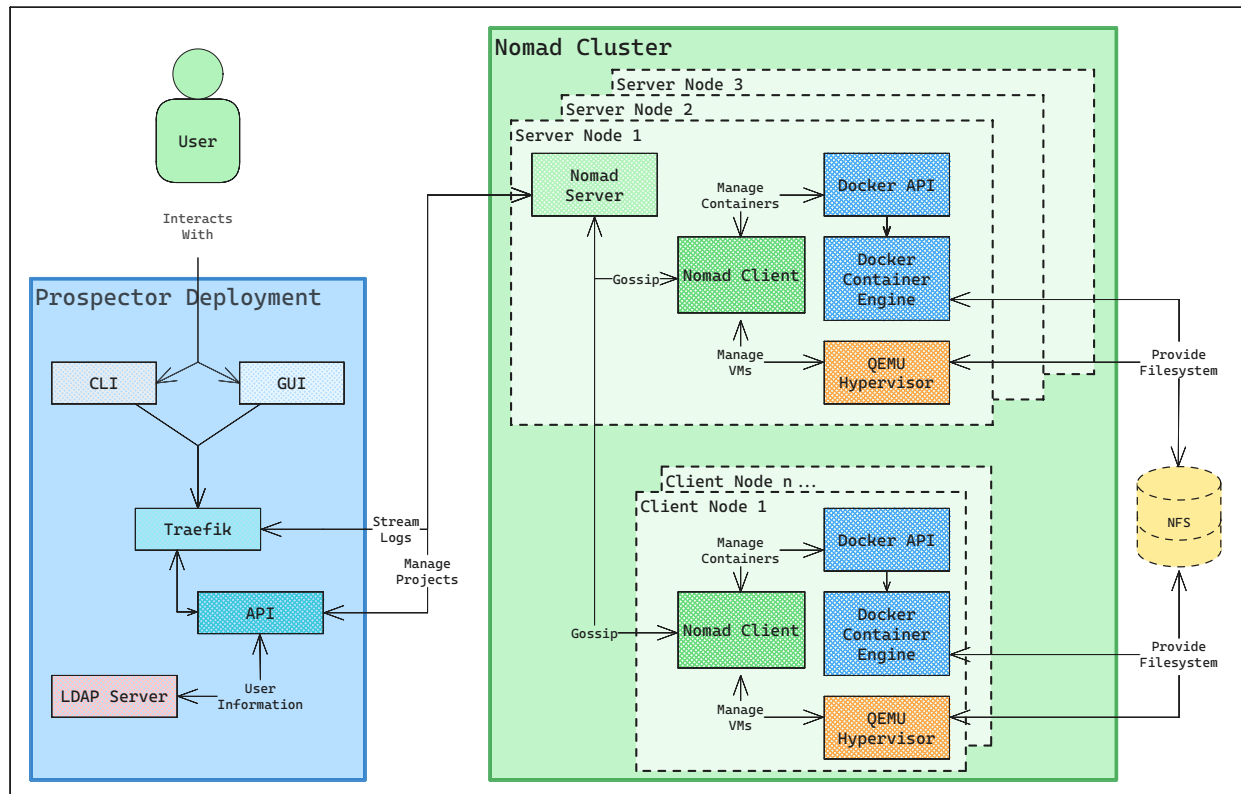 User
Interacts
With
Prospector Deployment
CLI
GUI
Traefik
API
LDAP Server
User
Information
Stream
Logs
Manage
Projects
Nomad Cluster
Server Node 3
Server Node 2
Server Node 1
Nomad
Server
Manage
Containers
Docker API
Gossip
Nomad Client
Docker
Container
Engine
Manage
VMs
QEMU
Hypervisor
Provide
Filesystem
Client Node n...
Client Node 1
Manage
Containers
Docker API
Gossip
Nomad Client
Docker
Container
Engine
Manage
VMs
QEMU
Hypervisor
NFS
Provide
Filesystem